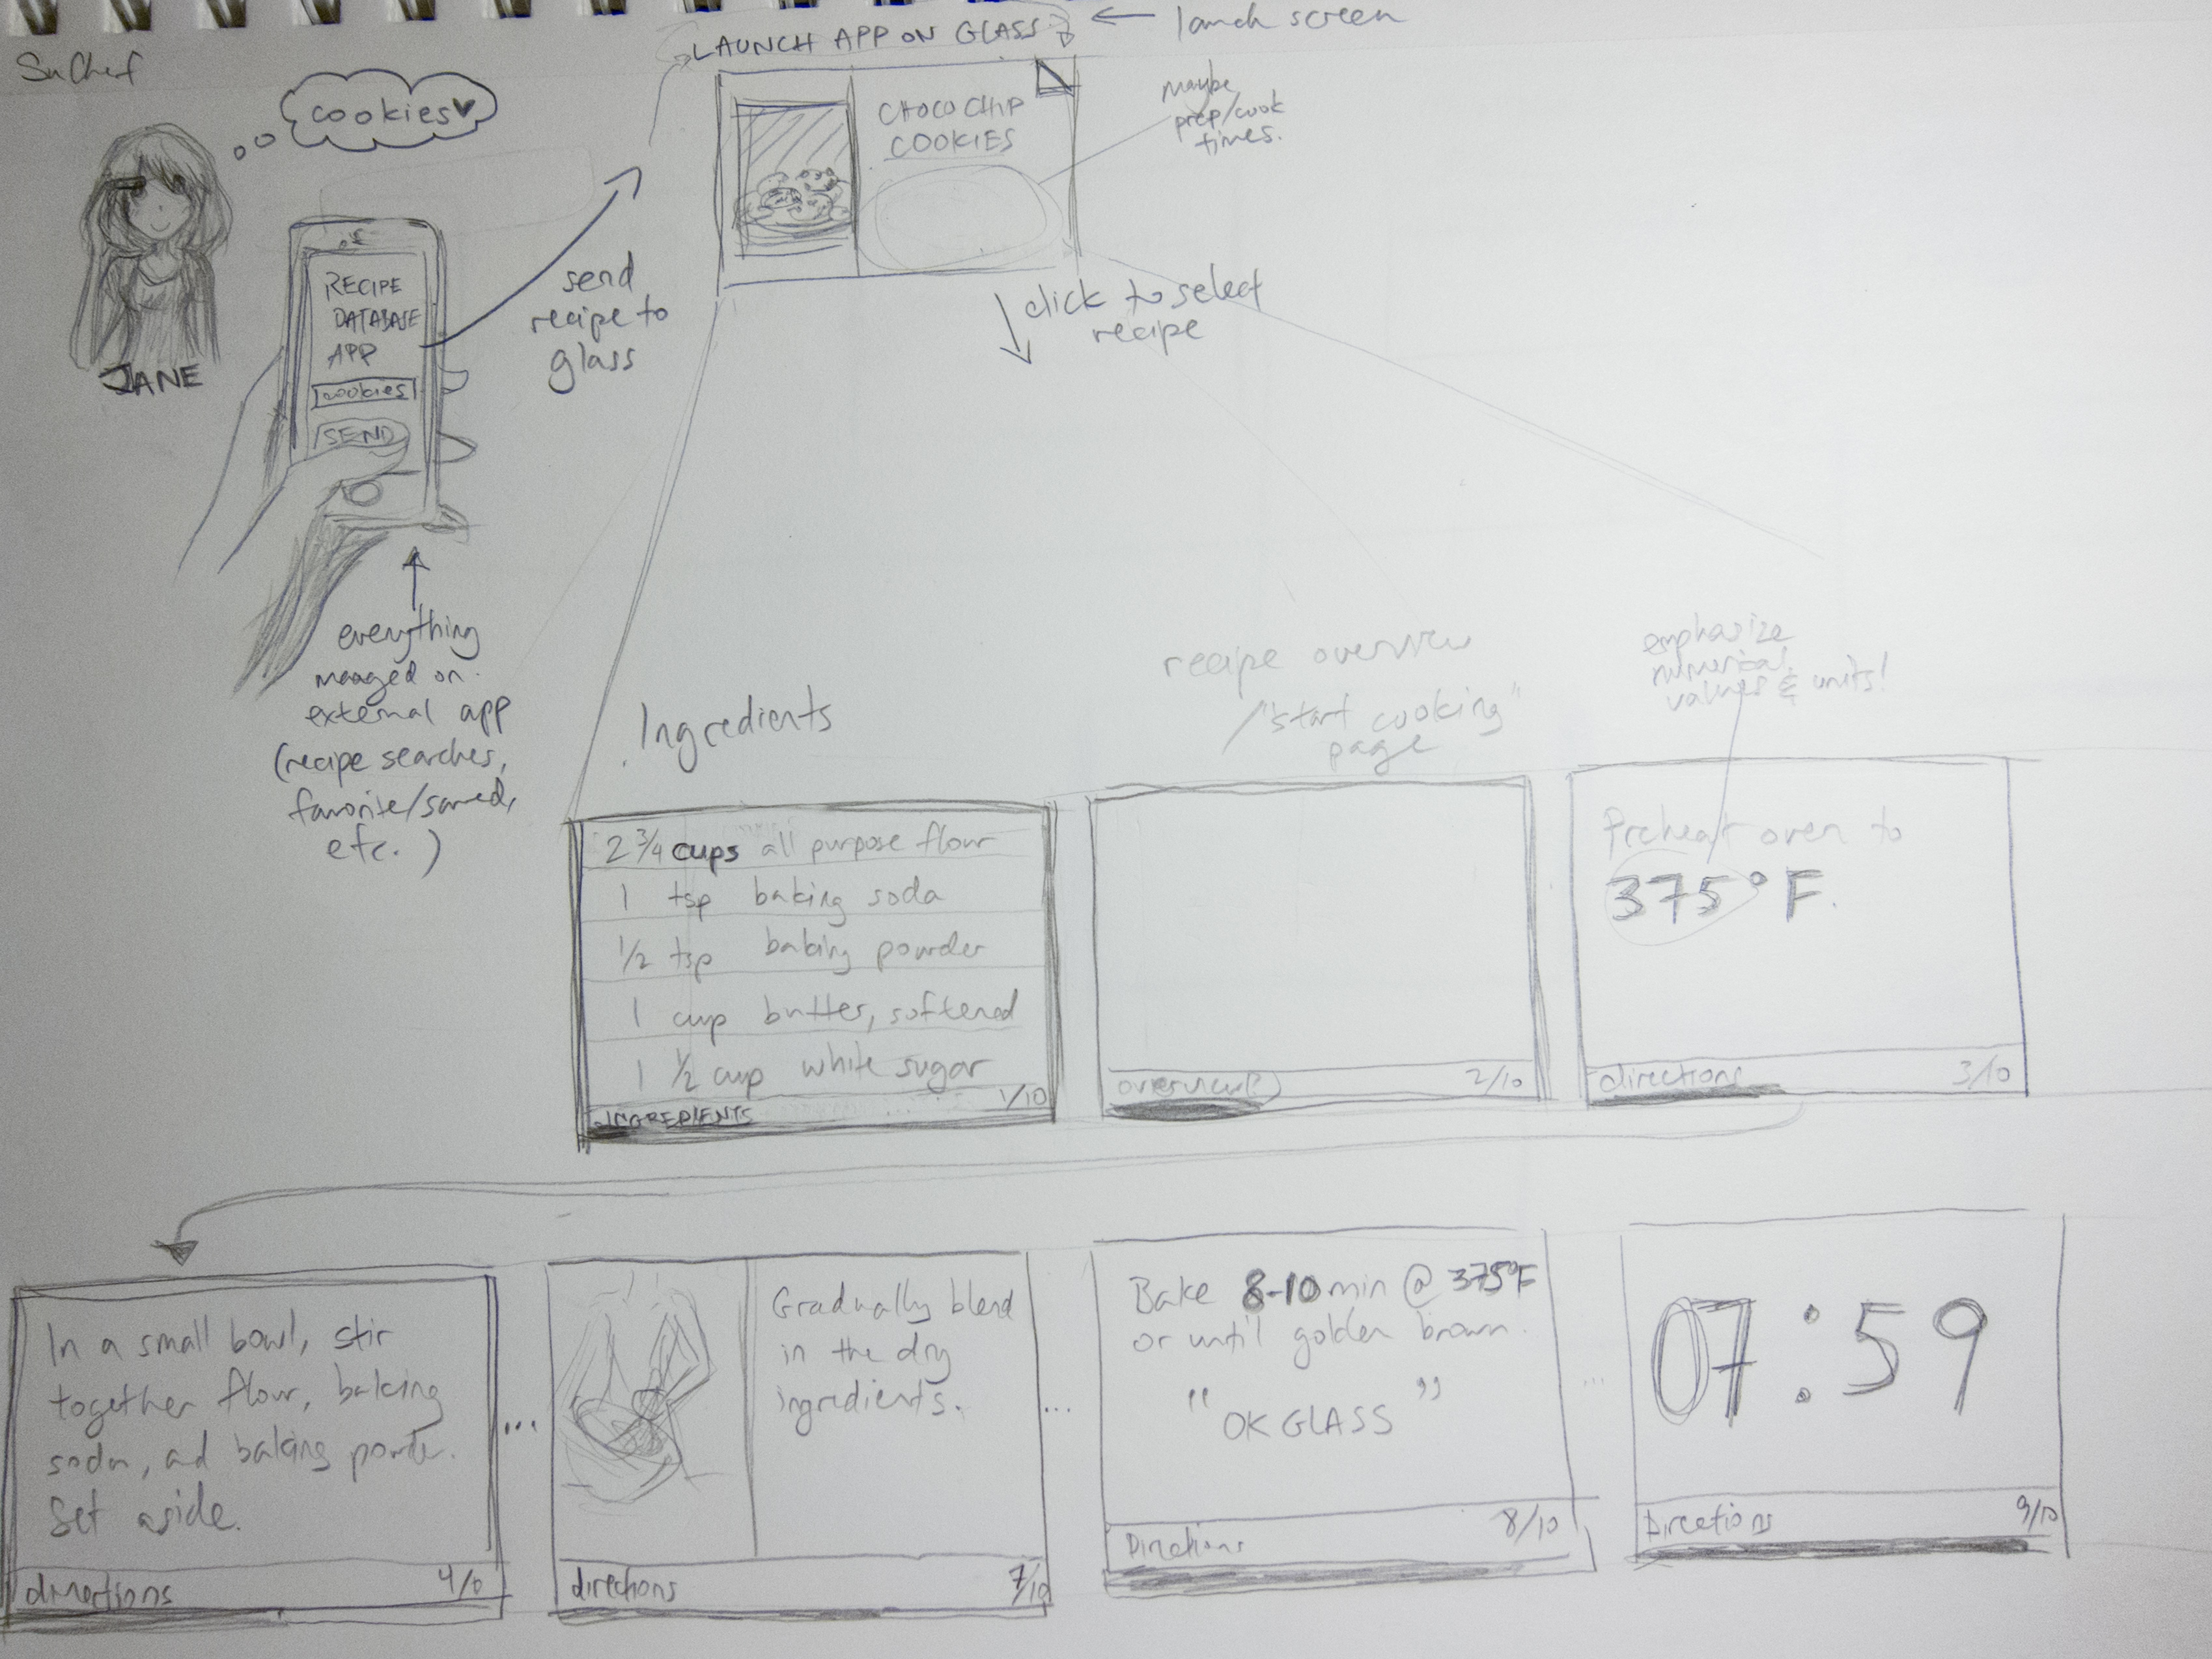 SuChef
cookies♥
JANE
RECIPE
DATABASE
APP
cookies
SEND
everything
managed on
external app
(recipe searches,
favorite/saved,
etc.)
send
recipe to
glass
LAUNCH APP ON GLASS
← launch screen
CHOCO CHIP
COOKIES
maybe
prep/cook
times.
click to select
recipe
Ingredients
2 3/4 cups all purpose flour
1 tsp baking soda
1/2 tsp baking powder
1 cup butter, softened
1 1/2 cup white sugar
INGREDIENTS 1/10
recipe overview
/"start cooking"
page
overview(?) 2/10
emphasize
numerical
values & units!
Preheat oven to
375° F.
directions 3/10
In a small bowl, stir
together flour, baking
soda, and baking powder.
Set aside.
directions 4/10
...
Gradually blend
in the dry
ingredients.
directions 7/10
...
Bake 8-10 min @ 375°F
or until golden brown.
"OK GLASS"
Directions 8/10
...
07:59
Directions 9/10